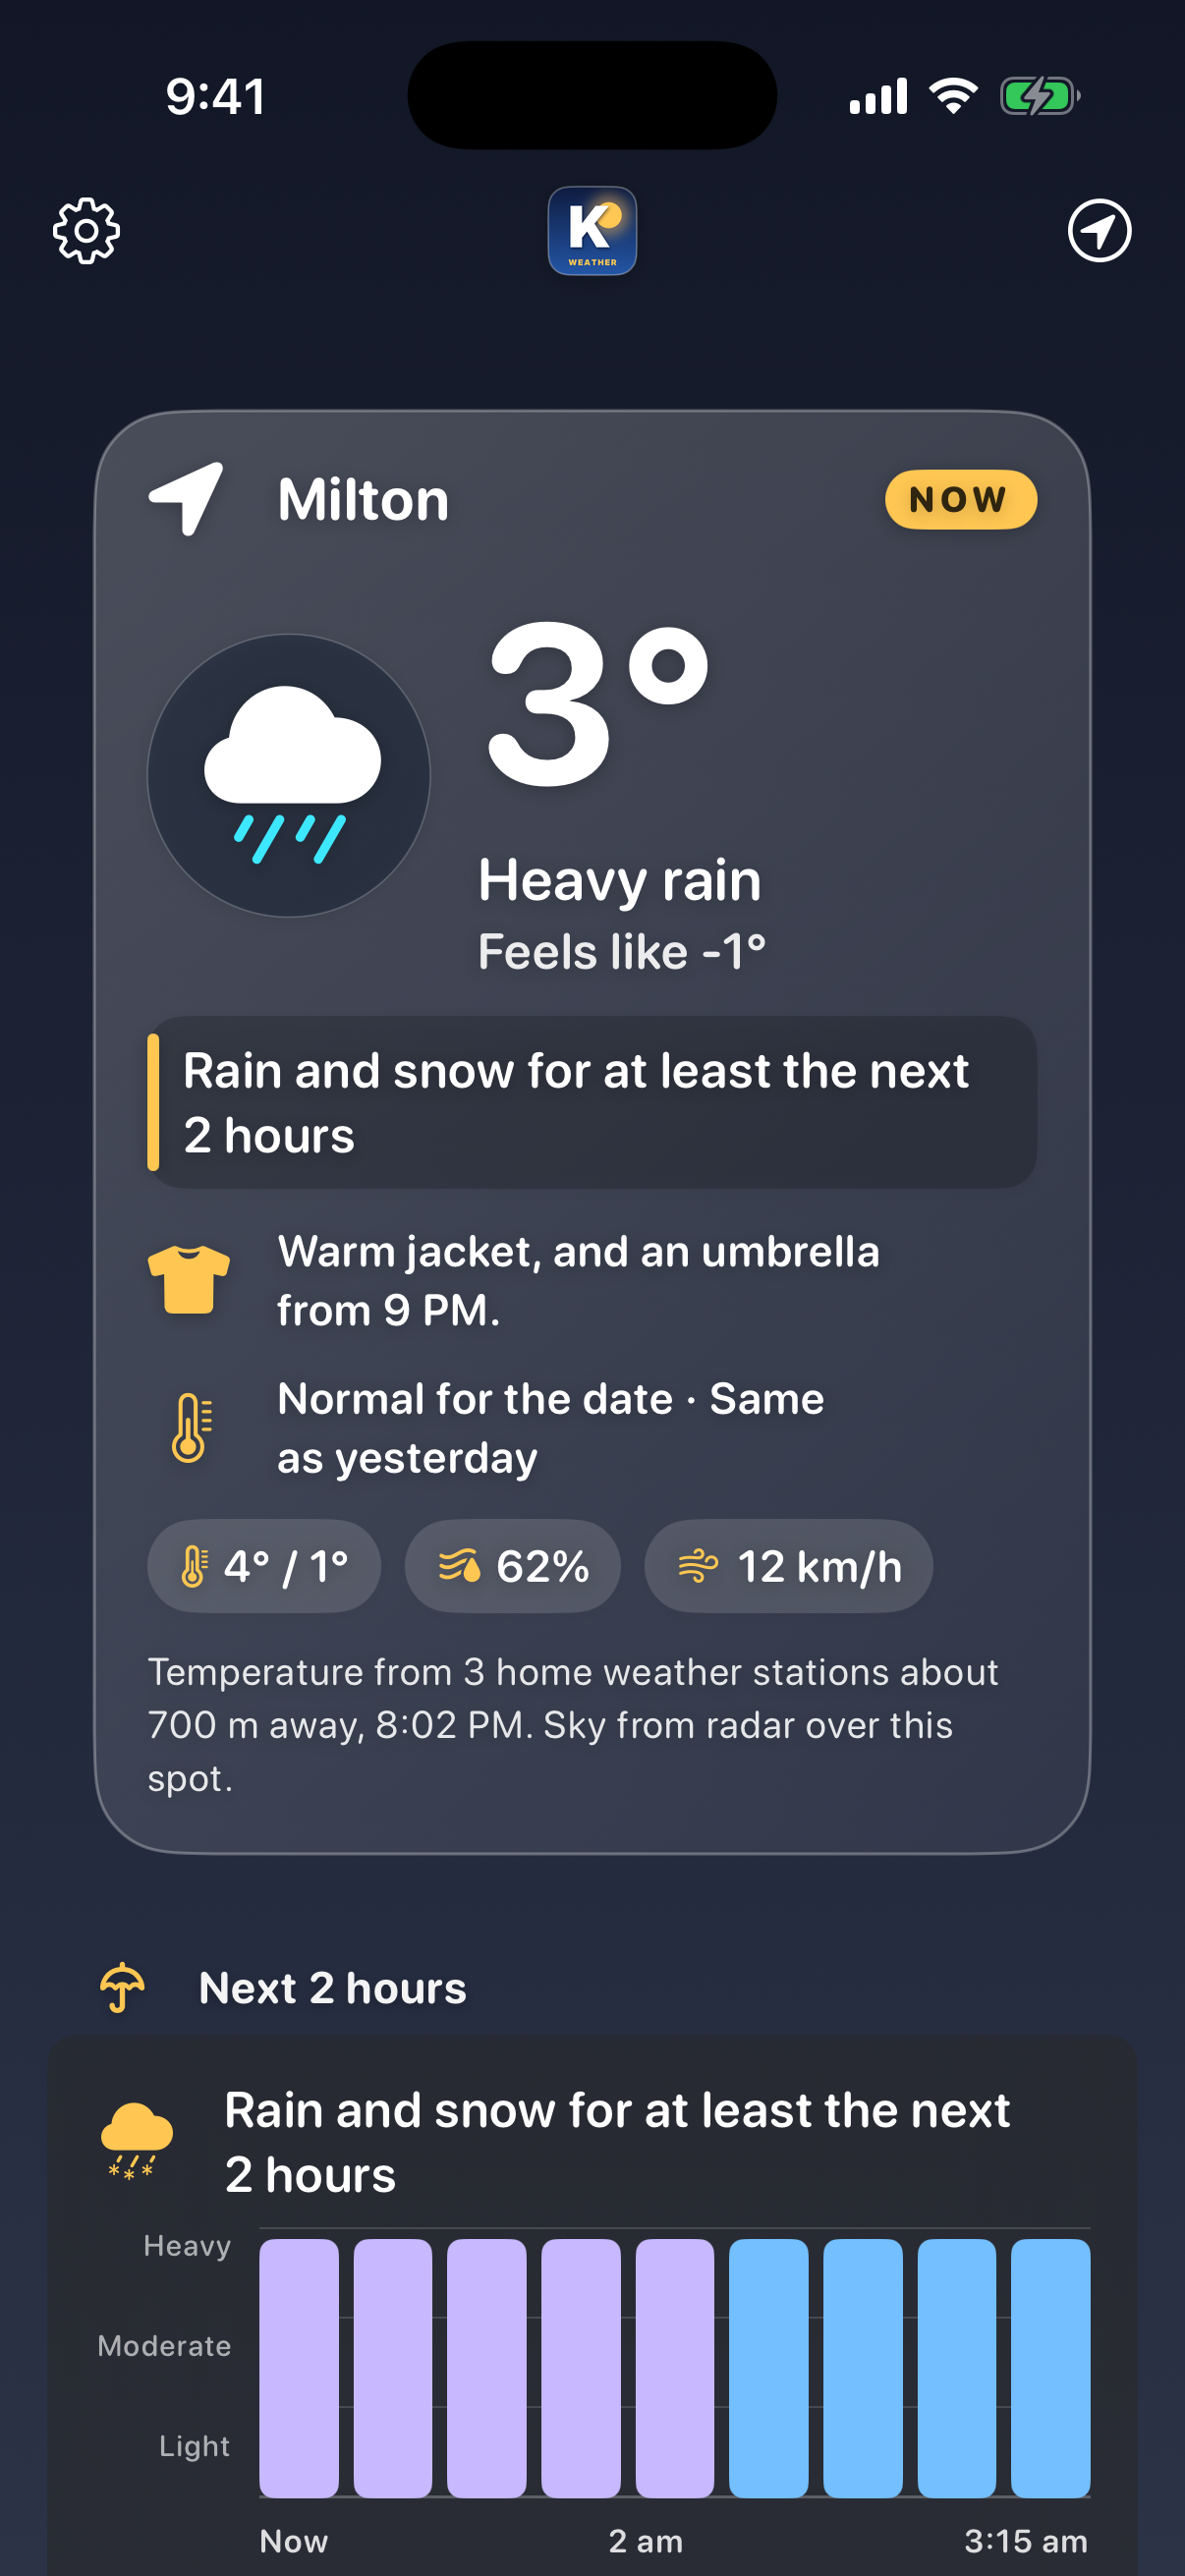 9:41
K
WEATHER
Milton
NOW
3°
Heavy rain
Feels like -1°
Rain and snow for at least the next
2 hours
Warm jacket, and an umbrella
from 9 PM.
Normal for the date · Same
as yesterday
4° / 1°
62%
12 km/h
Temperature from 3 home weather stations about
700 m away, 8:02 PM. Sky from radar over this
spot.
Next 2 hours
Rain and snow for at least the next
2 hours
Heavy
Moderate
Light
Now
2 am
3:15 am